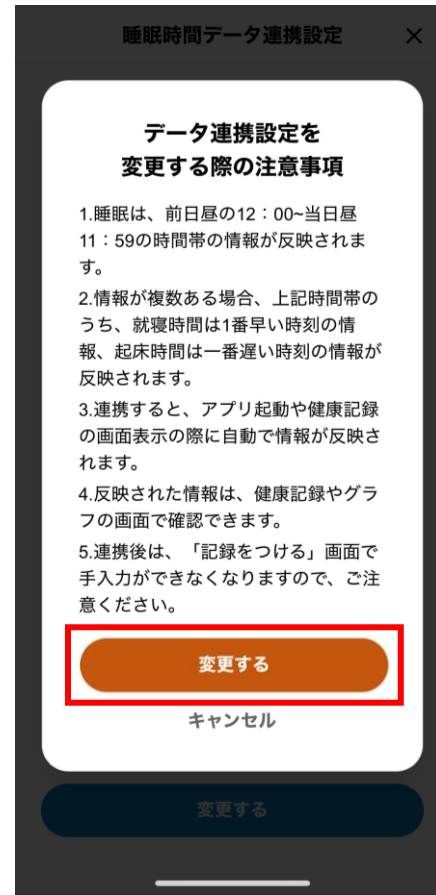 睡眠時間データ連携設定 ×
データ連携設定を
変更する際の注意事項
1.睡眠は、前日昼の12：00~当日昼
11：59の時間帯の情報が反映されま
す。
2.情報が複数ある場合、上記時間帯の
うち、就寝時間は1番早い時刻の情
報、起床時間は一番遅い時刻の情報が
反映されます。
3.連携すると、アプリ起動や健康記録
の画面表示の際に自動で情報が反映さ
れます。
4.反映された情報は、健康記録やグラ
フの画面で確認できます。
5.連携後は、「記録をつける」画面で
手入力ができなくなりますので、ご注
意ください。
変更する
キャンセル
変更する